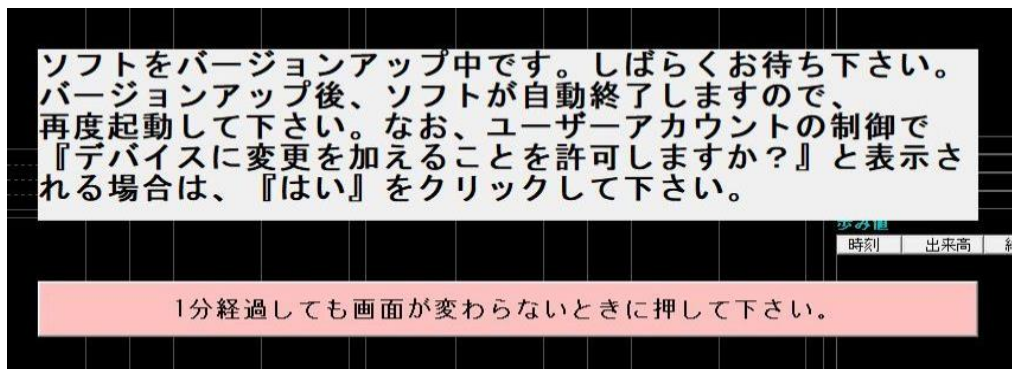 ソフトをバージョンアップ中です。しばらくお待ち下さい。
バージョンアップ後、ソフトが自動終了しますので、
再度起動して下さい。なお、ユーザーアカウントの制御で
『デバイスに変更を加えることを許可しますか？』と表示さ
れる場合は、『はい』をクリックして下さい。
歩み値
時刻 出来高
1分経過しても画面が変わらないときに押して下さい。